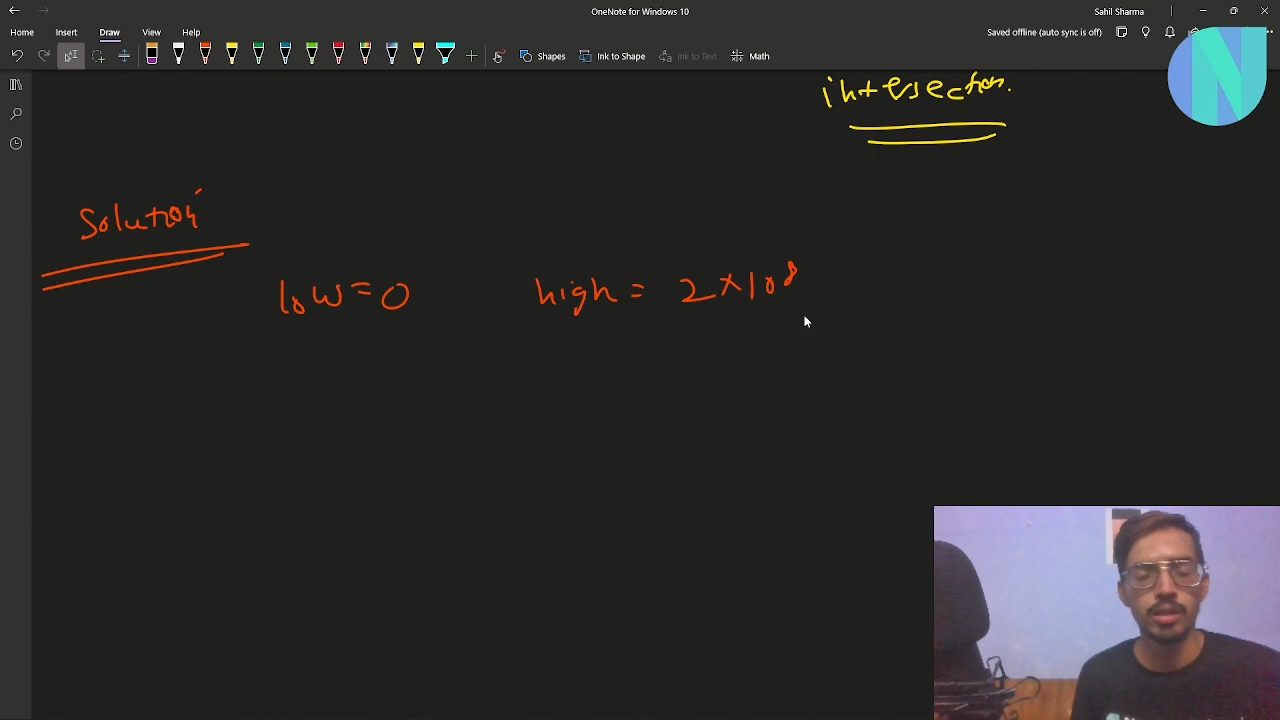 OneNote for Windows 10
Sahil Sharma
Home Insert Draw View Help
Saved offline (auto sync is off)
Shapes Ink to Shape Ink to Text Math
intersection.
Solution
low = 0 high = 2 × 10^8
N